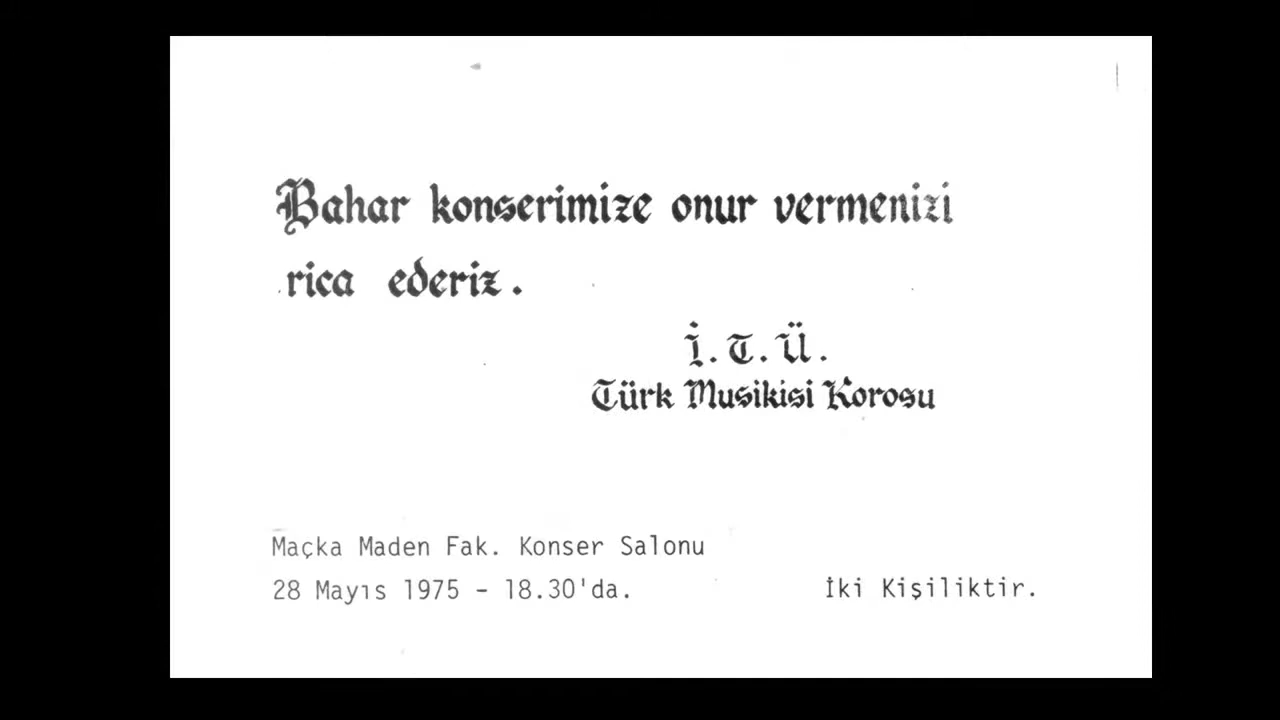 Bahar konserimize onur vermenizi
rica ederiz.
İ.T.Ü.
Türk Musikisi Korosu
Maçka Maden Fak. Konser Salonu
28 Mayıs 1975 - 18.30'da.
İki Kişiliktir.